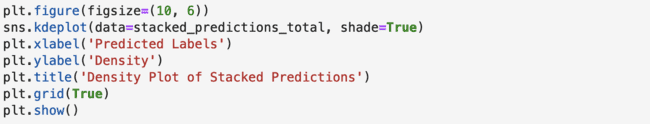 plt.figure(figsize=(10, 6))
sns.kdeplot(data=stacked_predictions_total, shade=True)
plt.xlabel('Predicted Labels')
plt.ylabel('Density')
plt.title('Density Plot of Stacked Predictions')
plt.grid(True)
plt.show()